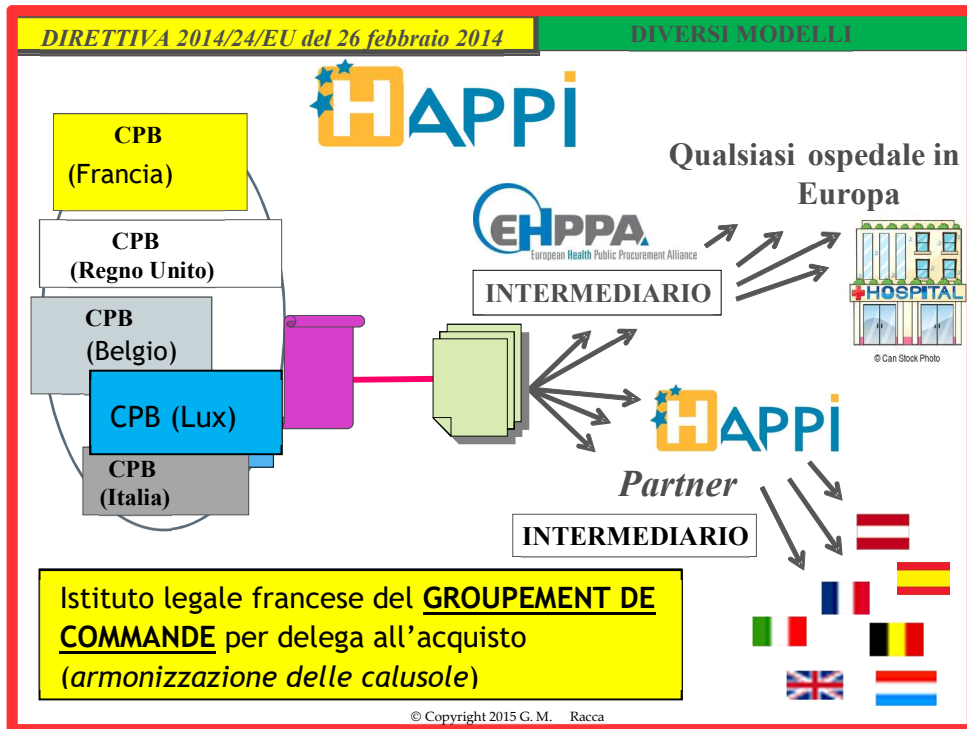 DIRETTIVA 2014/24/EU del 26 febbraio 2014
DIVERSI MODELLI
HAPPI
CPB
(Francia)
CPB
(Regno Unito)
CPB
(Belgio)
CPB (Lux)
CPB
(Italia)
EHPPA
European Health Public Procurement Alliance
INTERMEDIARIO
Qualsiasi ospedale in
Europa
HOSPITAL
© Can Stock Photo
HAPPI
Partner
INTERMEDIARIO
Istituto legale francese del GROUPEMENT DE
COMMANDE per delega all’acquisto
(armonizzazione delle calusole)
© Copyright 2015 G. M. Racca